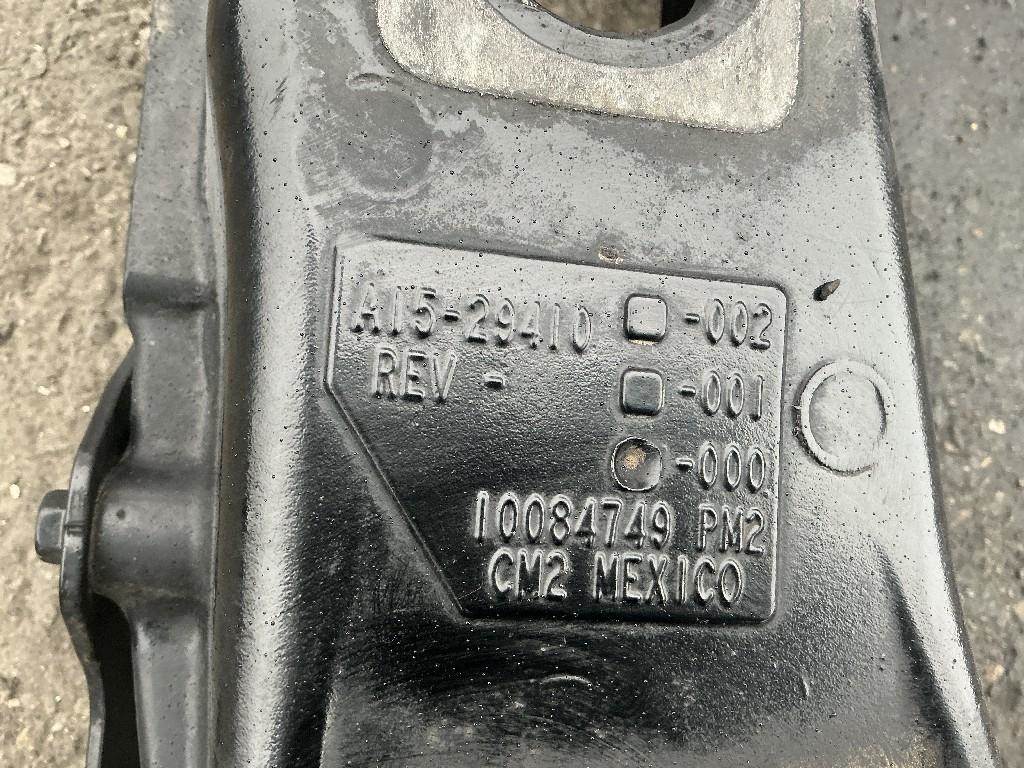 A15-29410 -002
REV - -001
-000
10084749 PM2
CM2 MEXICO